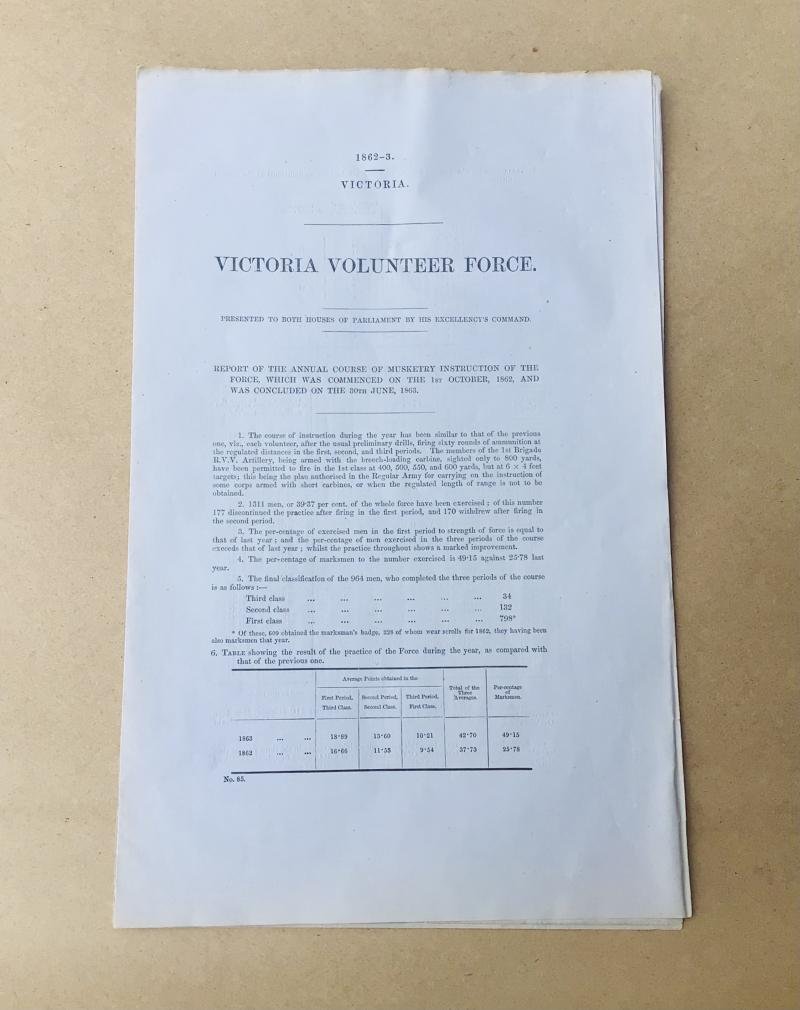 1862–3.
VICTORIA.
VICTORIA VOLUNTEER FORCE.
PRESENTED TO BOTH HOUSES OF PARLIAMENT BY HIS EXCELLENCY'S COMMAND.
REPORT OF THE ANNUAL COURSE OF MUSKETRY INSTRUCTION OF THE
FORCE, WHICH WAS COMMENCED ON THE 1ST OCTOBER, 1862, AND
WAS CONCLUDED ON THE 30TH JUNE, 1863.
1. The course of instruction during the year has been similar to that of the previous
one, viz., each volunteer, after the usual preliminary drills, firing sixty rounds of ammunition at
the regulated distances in the first, second, and third periods. The members of the 1st Brigade
R.V.V. Artillery, being armed with the breech-loading carbine, sighted only to 800 yards,
have been permitted to fire in the 1st class at 400, 500, 550, and 600 yards, but at 6 × 4 feet
targets; this being the plan authorised in the Regular Army for carrying on the instruction of
some corps armed with short carbines, or when the regulated length of range is not to be
obtained.
2. 1311 men, or 39·37 per cent. of the whole force have been exercised; of this number
177 discontinued the practice after firing in the first period, and 170 withdrew after firing in
the second period.
3. The per-centage of exercised men in the first period to strength of force is equal to
that of last year; and the per-centage of men exercised in the three periods of the course
exceeds that of last year; whilst the practice throughout shows a marked improvement.
4. The per-centage of marksmen to the number exercised is 49·15 against 25·78 last
year.
5. The final classification of the 964 men, who completed the three periods of the course
is as follows:—
Third class ... ... ... ... ... ... 34
Second class ... ... ... ... ... ... 132
First class ... ... ... ... ... ... 798*
* Of these, 609 obtained the marksman's badge, 228 of whom wear scrolls for 1862, they having been
also marksmen that year.
6. TABLE showing the result of the practice of the Force during the year, as compared with
that of the previous one.
Average Points obtained in the
First Period, Third Class. Second Period, Second Class. Third Period, First Class. Total of the Three Averages. Per-centage of Marksmen.
1863 ... ... 18·89 13·60 10·21 42·70 49·15
1862 ... ... 16·66 11·53 9·54 37·73 25·78
No. 85.